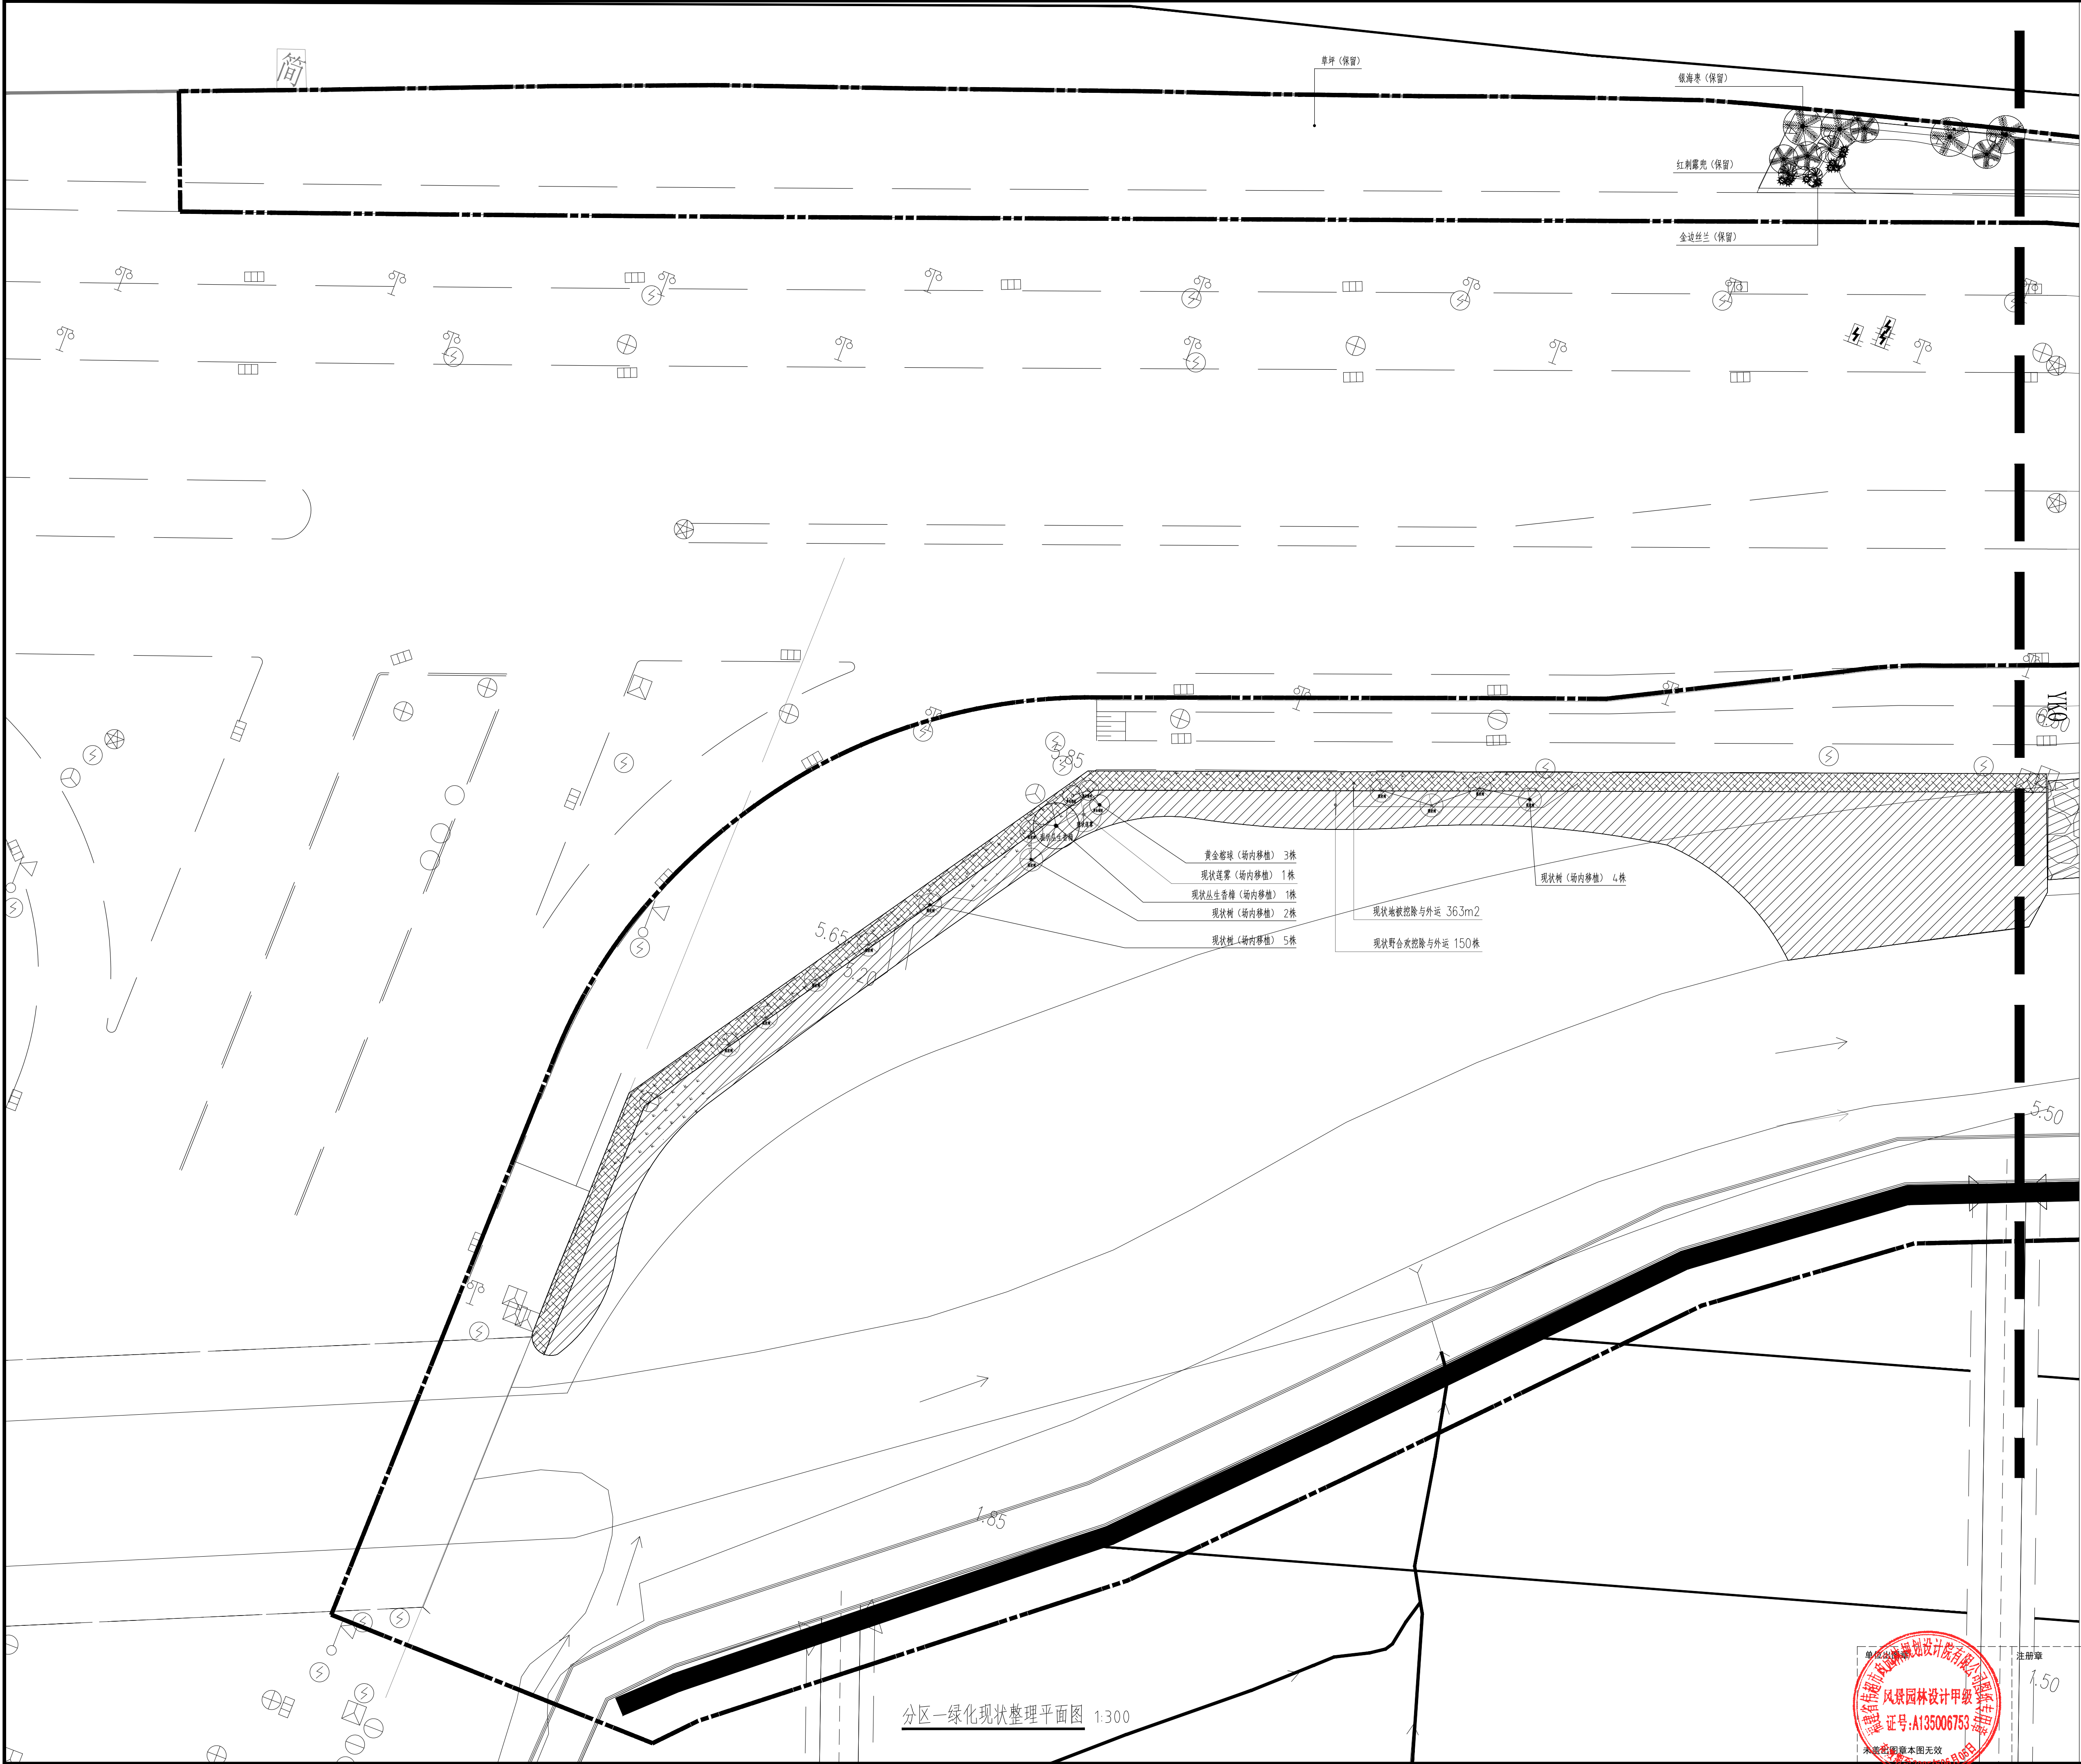 简
草坪（保留）
银海枣（保留）
红刺露兜（保留）
金边丝兰（保留）
YK0
5.85
黄金榕球（场内移植） 3株
现状莲雾（场内移植） 1株
现状丛生香樟（场内移植） 1株
现状树（场内移植） 2株
现状树（场内移植） 5株
现状树（场内移植） 4株
现状地被挖除与外运 363m2
现状野合欢挖除与外运 150株
5.65
5.20
5.50
1.85
1.50
分区一绿化现状整理平面图 1:300
单位出图章
注册章
风景园林设计甲级
证号:A135006753
未盖出图章本图无效